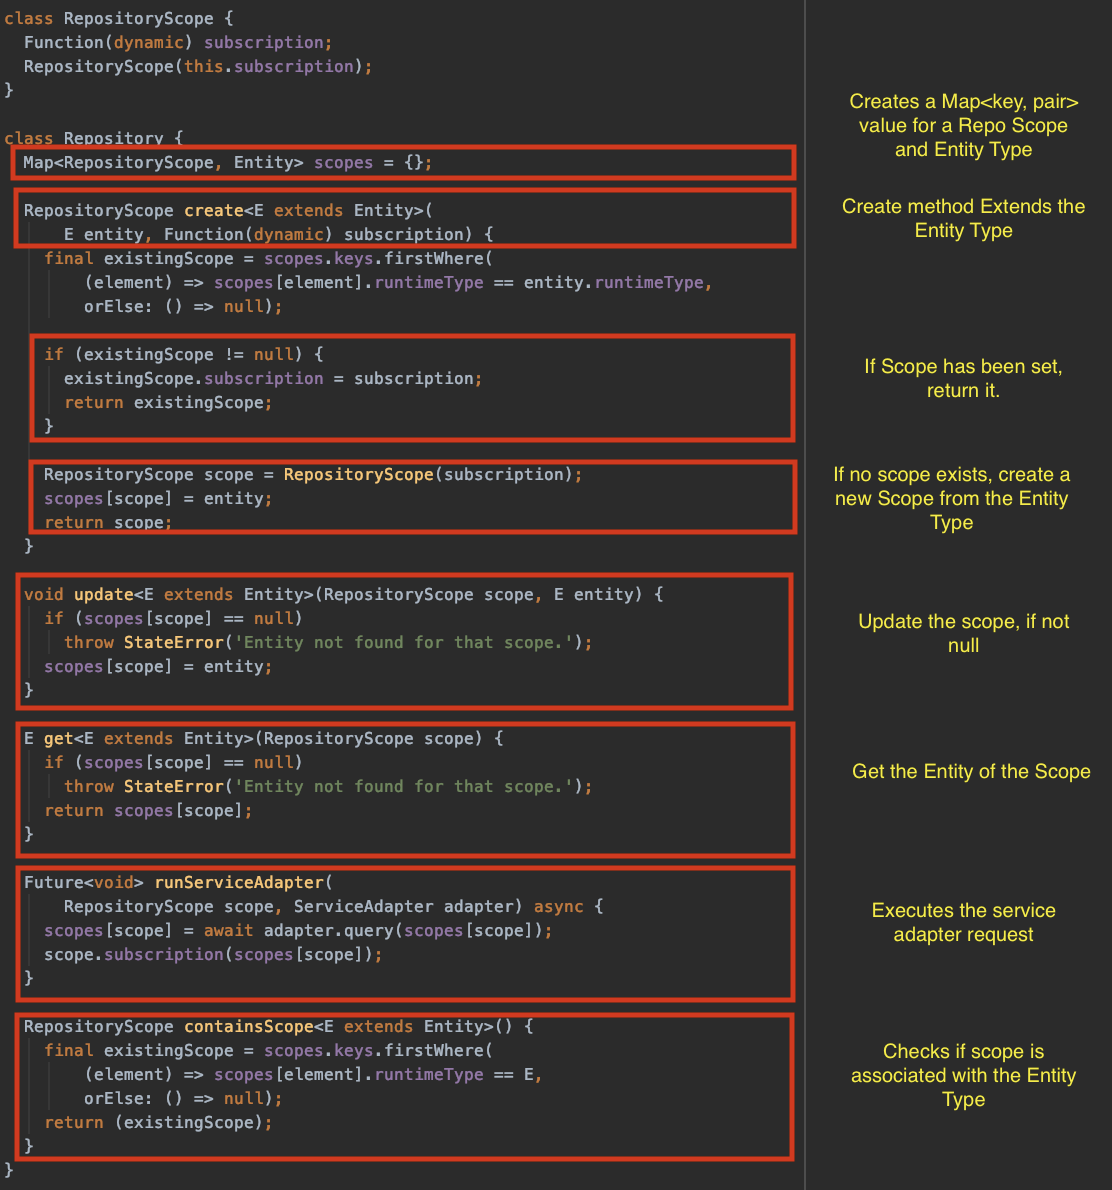 class RepositoryScope {
  Function(dynamic) subscription;
  RepositoryScope(this.subscription);
}
class Repository {
  Map<RepositoryScope, Entity> scopes = {};
  RepositoryScope create<E extends Entity>(
      E entity, Function(dynamic) subscription) {
    final existingScope = scopes.keys.firstWhere(
        (element) => scopes[element].runtimeType == entity.runtimeType,
        orElse: () => null);
    if (existingScope != null) {
      existingScope.subscription = subscription;
      return existingScope;
    }
    RepositoryScope scope = RepositoryScope(subscription);
    scopes[scope] = entity;
    return scope;
  }
  void update<E extends Entity>(RepositoryScope scope, E entity) {
    if (scopes[scope] == null)
      throw StateError('Entity not found for that scope.');
    scopes[scope] = entity;
  }
  E get<E extends Entity>(RepositoryScope scope) {
    if (scopes[scope] == null)
      throw StateError('Entity not found for that scope.');
    return scopes[scope];
  }
  Future<void> runServiceAdapter(
      RepositoryScope scope, ServiceAdapter adapter) async {
    scopes[scope] = await adapter.query(scopes[scope]);
    scope.subscription(scopes[scope]);
  }
  RepositoryScope containsScope<E extends Entity>() {
    final existingScope = scopes.keys.firstWhere(
        (element) => scopes[element].runtimeType == E,
        orElse: () => null);
    return (existingScope);
  }
}
Creates a Map<key, pair>
value for a Repo Scope
and Entity Type
Create method Extends the
Entity Type
If Scope has been set,
return it.
If no scope exists, create a
new Scope from the Entity
Type
Update the scope, if not
null
Get the Entity of the Scope
Executes the service
adapter request
Checks if scope is
associated with the Entity
Type